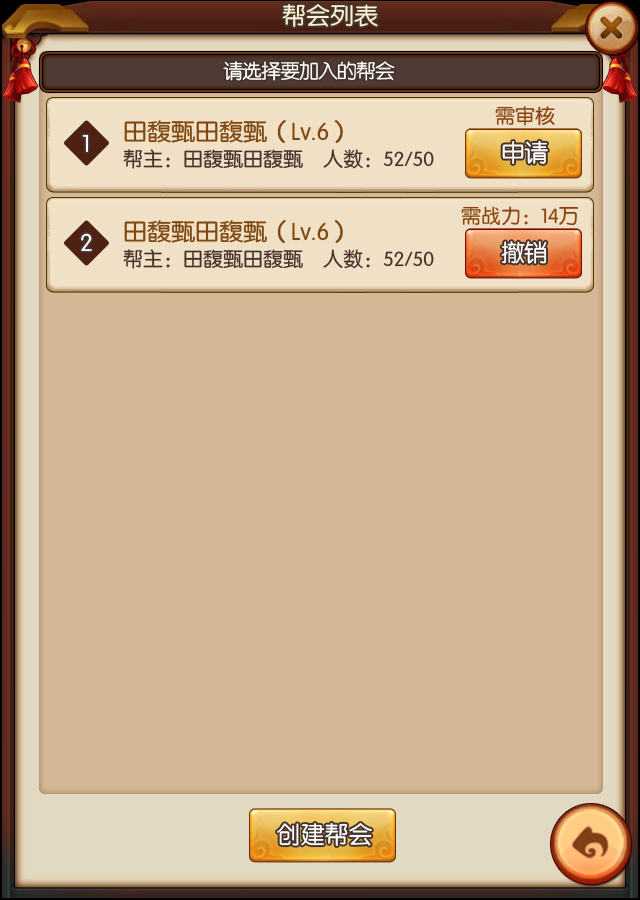 帮会列表
请选择要加入的帮会
需审核
1
田馥甄田馥甄（Lv.6）
帮主：田馥甄田馥甄 人数：52/50
申请
需战力：14万
2
田馥甄田馥甄（Lv.6）
帮主：田馥甄田馥甄 人数：52/50
撤销
创建帮会